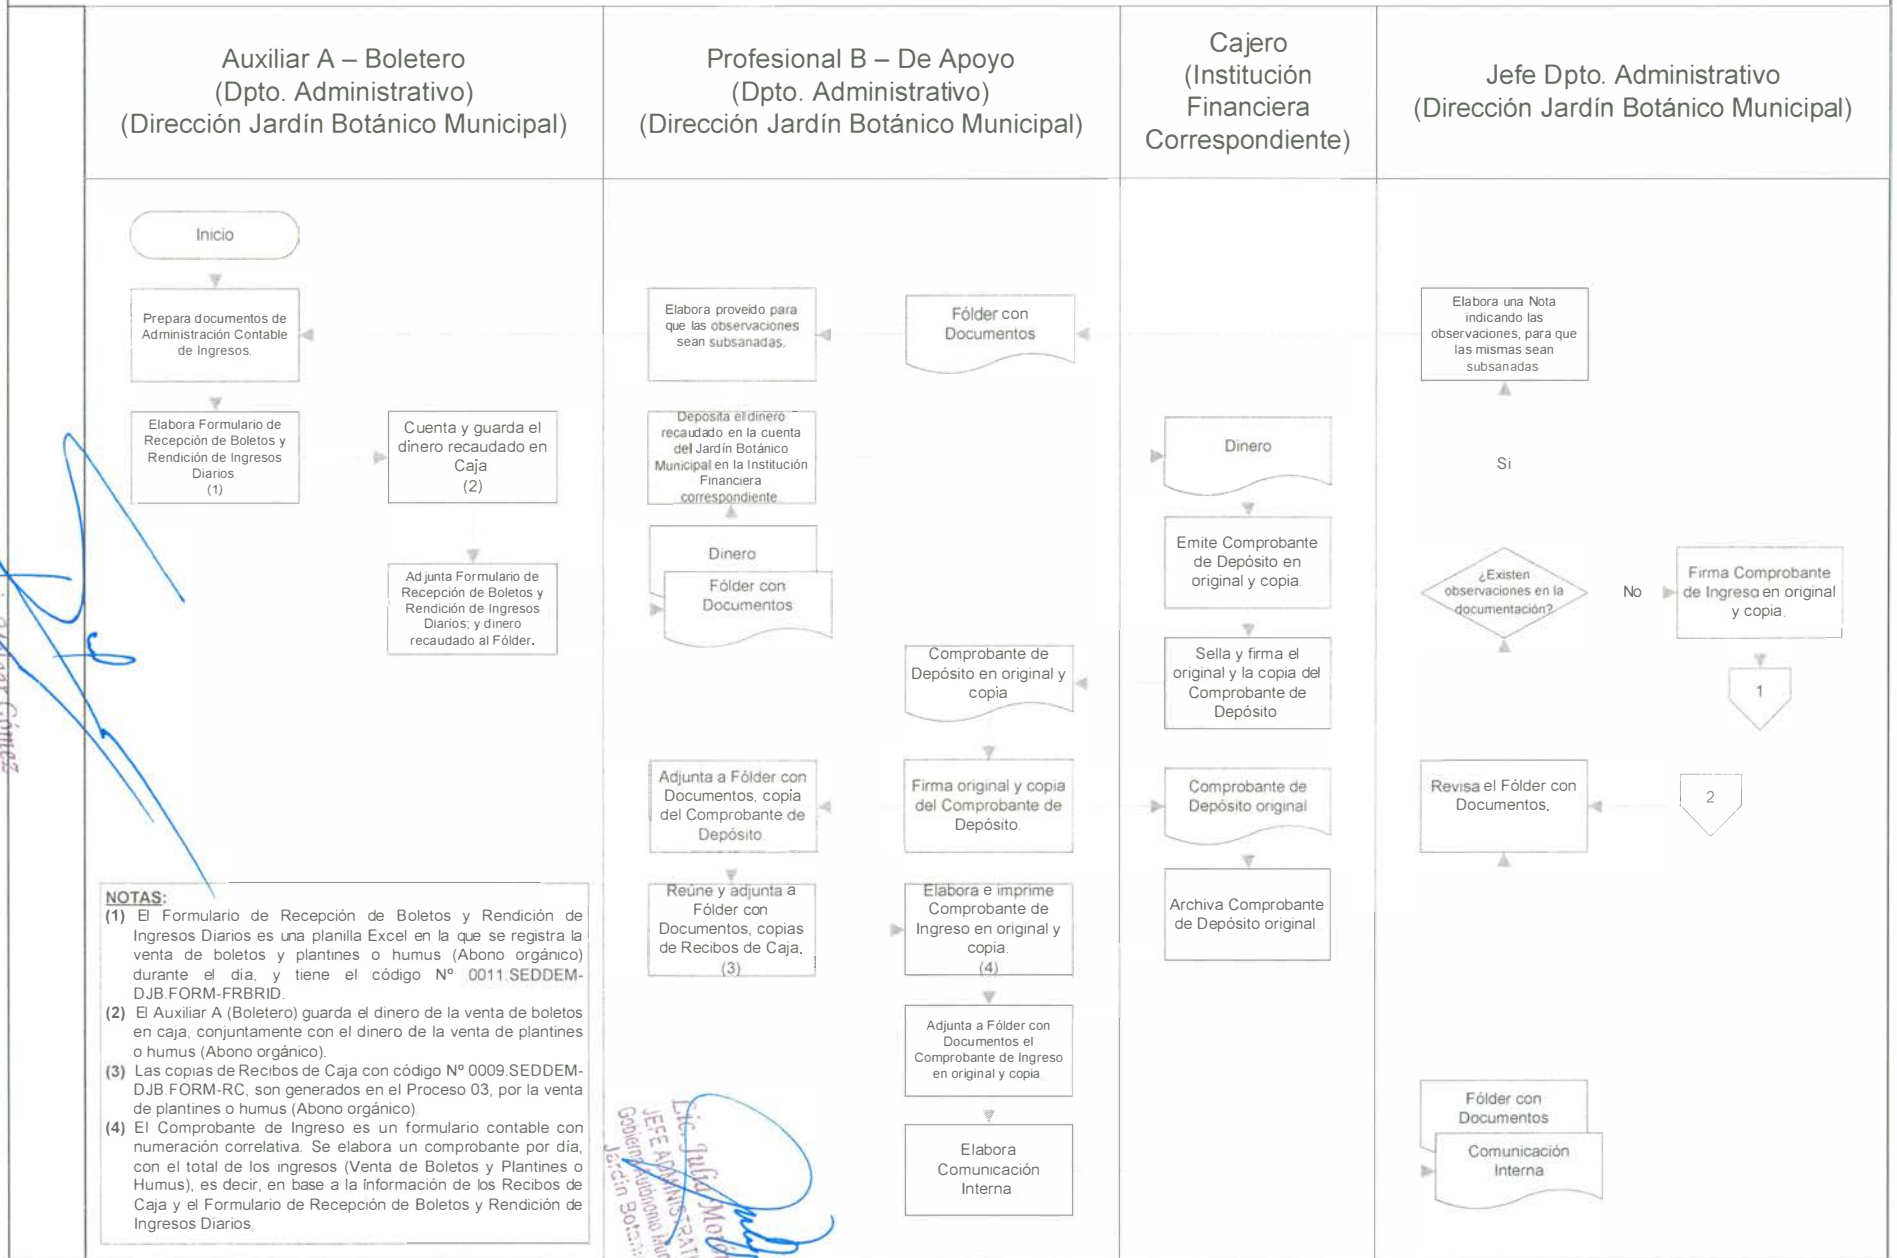 Auxiliar A – Boletero
(Dpto. Administrativo)
(Dirección Jardín Botánico Municipal)
Profesional B – De Apoyo
(Dpto. Administrativo)
(Dirección Jardín Botánico Municipal)
Cajero
(Institución
Financiera
Correspondiente)
Jefe Dpto. Administrativo
(Dirección Jardín Botánico Municipal)
Inicio
Prepara documentos de
Administración Contable
de Ingresos.
Elabora Formulario de
Recepción de Boletos y
Rendición de Ingresos
Diarios
(1)
Cuenta y guarda el
dinero recaudado en
Caja
(2)
Adjunta Formulario de
Recepción de Boletos y
Rendición de Ingresos
Diarios; y dinero
recaudado al Fólder.
NOTAS:
(1) El Formulario de Recepción de Boletos y Rendición de
Ingresos Diarios es una planilla Excel en la que se registra la
venta de boletos y plantines o humus (Abono orgánico)
durante el día, y tiene el código Nº 0011.SEDDEM-
DJB.FORM-FRBRID.
(2) El Auxiliar A (Boletero) guarda el dinero de la venta de boletos
en caja, conjuntamente con el dinero de la venta de plantines
o humus (Abono orgánico).
(3) Las copias de Recibos de Caja con código Nº 0009.SEDDEM-
DJB.FORM-RC, son generados en el Proceso 03, por la venta
de plantines o humus (Abono orgánico)
(4) El Comprobante de Ingreso es un formulario contable con
numeración correlativa. Se elabora un comprobante por día,
con el total de los ingresos (Venta de Boletos y Plantines o
Humus), es decir, en base a la información de los Recibos de
Caja y el Formulario de Recepción de Boletos y Rendición de
Ingresos Diarios.
Elabora proveído para
que las observaciones
sean subsanadas.
Fólder con
Documentos
Deposita el dinero
recaudado en la cuenta
del Jardín Botánico
Municipal en la Institución
Financiera
correspondiente
Dinero
Fólder con
Documentos
Comprobante de
Depósito en original y
copia
Adjunta a Fólder con
Documentos, copia
del Comprobante de
Depósito
Firma original y copia
del Comprobante de
Depósito.
Reúne y adjunta a
Fólder con
Documentos, copias
de Recibos de Caja.
(3)
Elabora e imprime
Comprobante de
Ingreso en original y
copia.
(4)
Adjunta a Fólder con
Documentos el
Comprobante de Ingreso
en original y copia
Elabora
Comunicación
Interna
Dinero
Emite Comprobante
de Depósito en
original y copia.
Sella y firma el
original y la copia del
Comprobante de
Depósito
Comprobante de
Depósito original
Archiva Comprobante
de Depósito original
Elabora una Nota
indicando las
observaciones, para que
las mismas sean
subsanadas
Si
¿Existen
observaciones en la
documentación?
No
Firma Comprobante
de Ingreso en original
y copia.
1
Revisa el Fólder con
Documentos.
2
Fólder con
Documentos
Comunicación
Interna
Gómez
Lic. Julia
JEFE
Gobierno Autónomo
Jardín